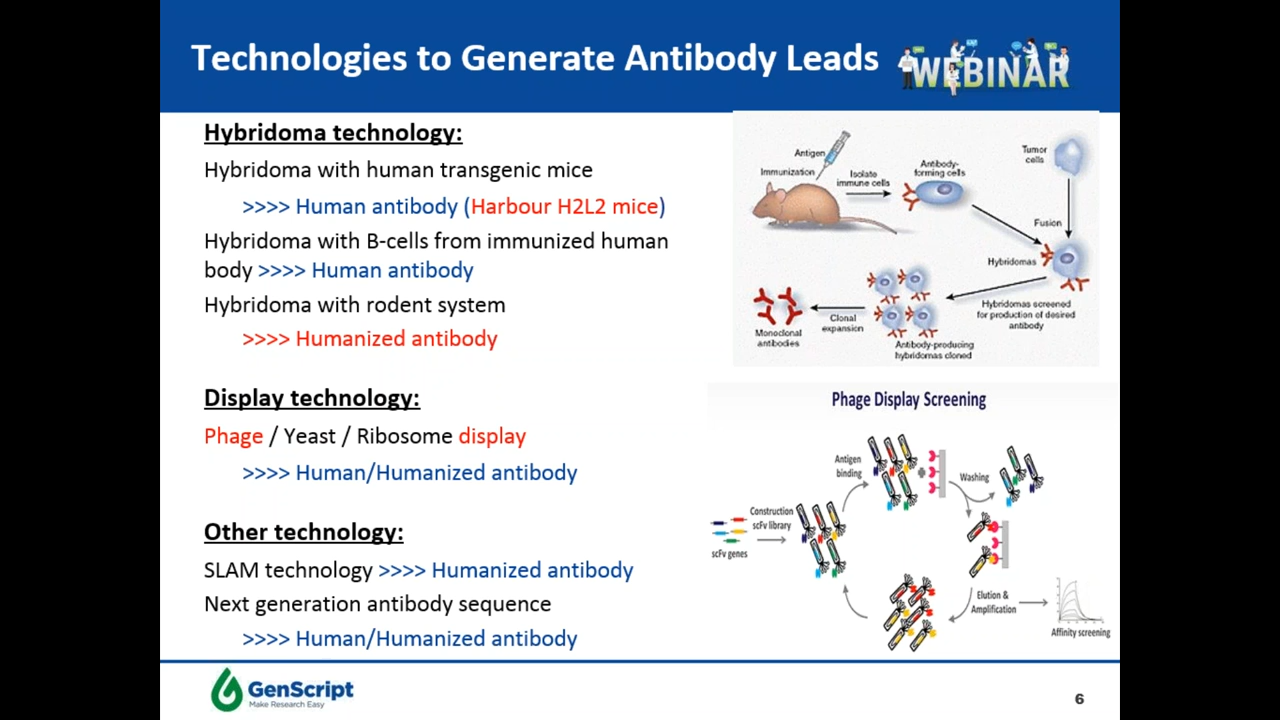 Technologies to Generate Antibody Leads
WEBINAR
Hybridoma technology:
Hybridoma with human transgenic mice
>>>> Human antibody (Harbour H2L2 mice)
Hybridoma with B-cells from immunized human
body >>>> Human antibody
Hybridoma with rodent system
>>>> Humanized antibody
Display technology:
Phage / Yeast / Ribosome display
>>>> Human/Humanized antibody
Other technology:
SLAM technology >>>> Humanized antibody
Next generation antibody sequence
>>>> Human/Humanized antibody
Antigen
Immunization
Isolate
immune cells
Antibody-
forming cells
Tumor
cells
Fusion
Hybridomas
Hybridomas screened
for production of desired
antibody
Antibody-producing
hybridomas cloned
Clonal
expansion
Monoclonal
antibodies
Phage Display Screening
scFv genes
Construction
scFv library
Antigen
binding
Washing
Elution &
Amplification
Affinity screening
GenScript
Make Research Easy
6